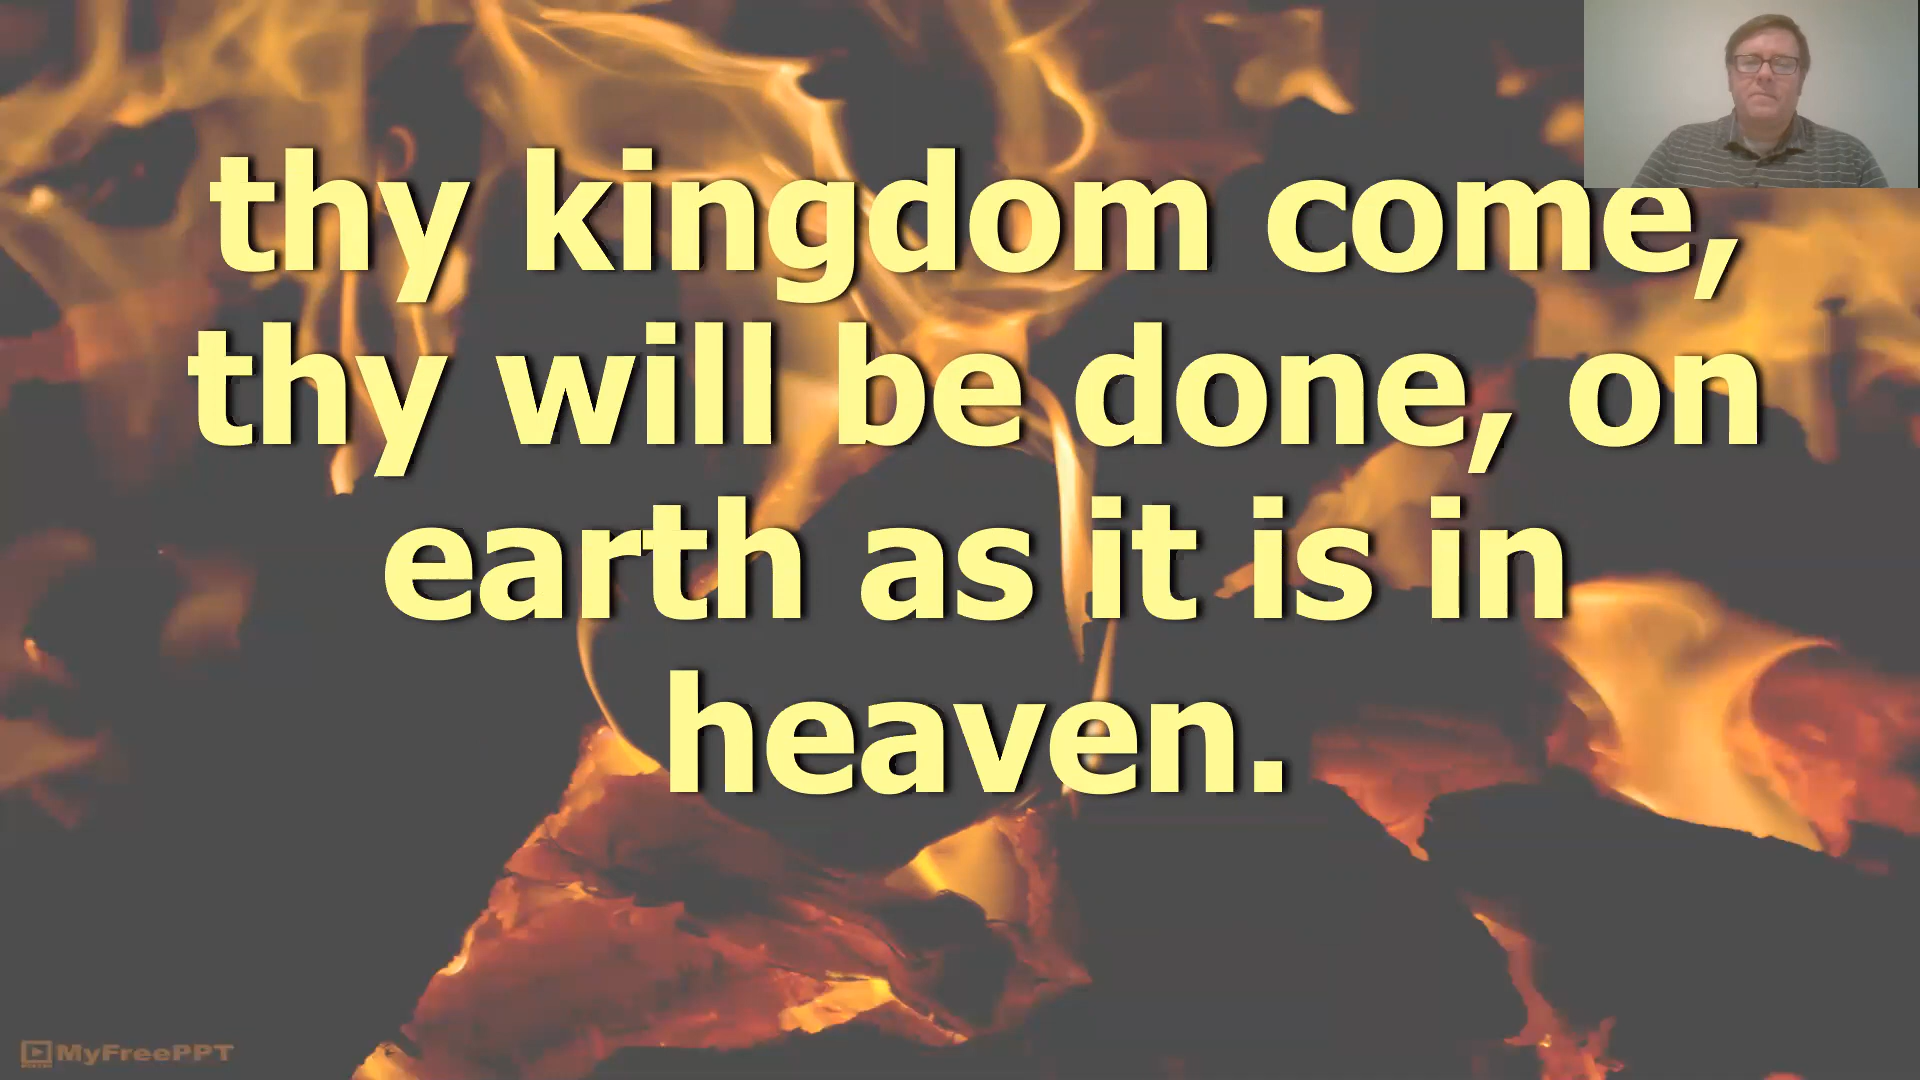 thy kingdom come,
thy will be done, on
earth as it is in
heaven.
MyFreePPT